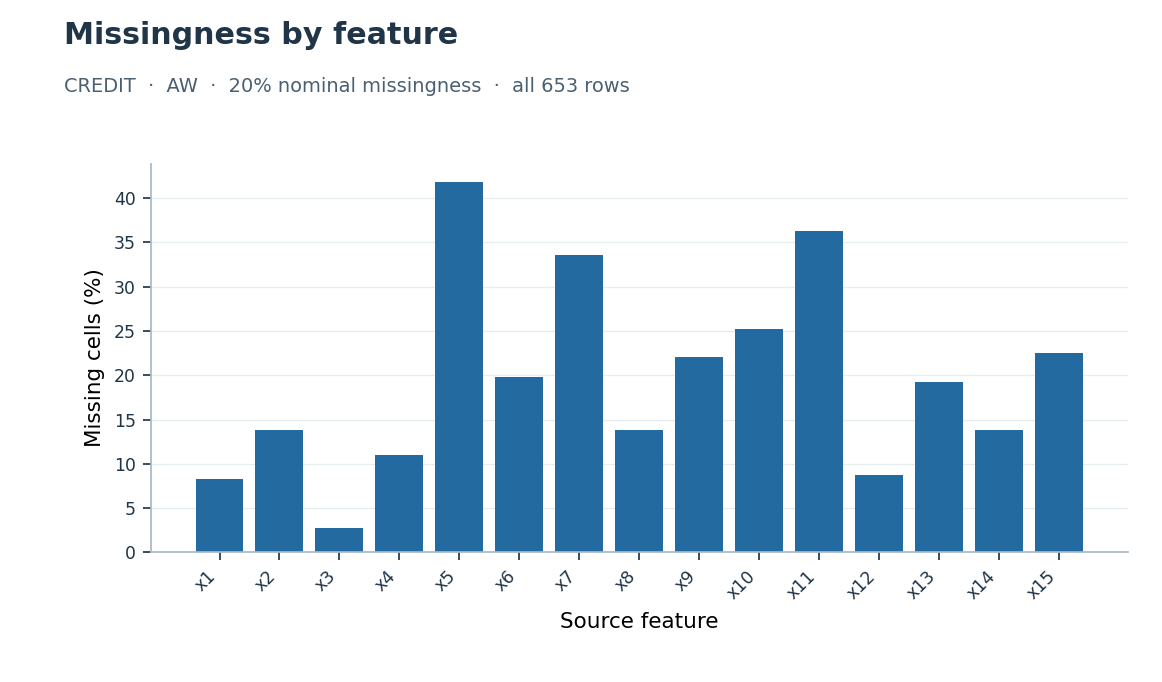 Missingness by feature
CREDIT · AW · 20% nominal missingness · all 653 rows
Missing cells (%)
40
35
30
25
20
15
10
5
0
x1 x2 x3 x4 x5 x6 x7 x8 x9 x10 x11 x12 x13 x14 x15
Source feature